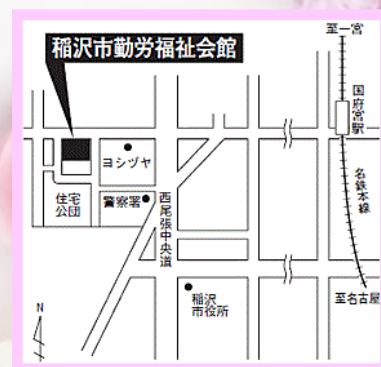 至一宮
稲沢市勤労福祉会館
国府宮駅
ヨシヅヤ
名鉄本線
住宅
公団
警察署
西尾張中央道
稲沢
市役所
至名古屋
N